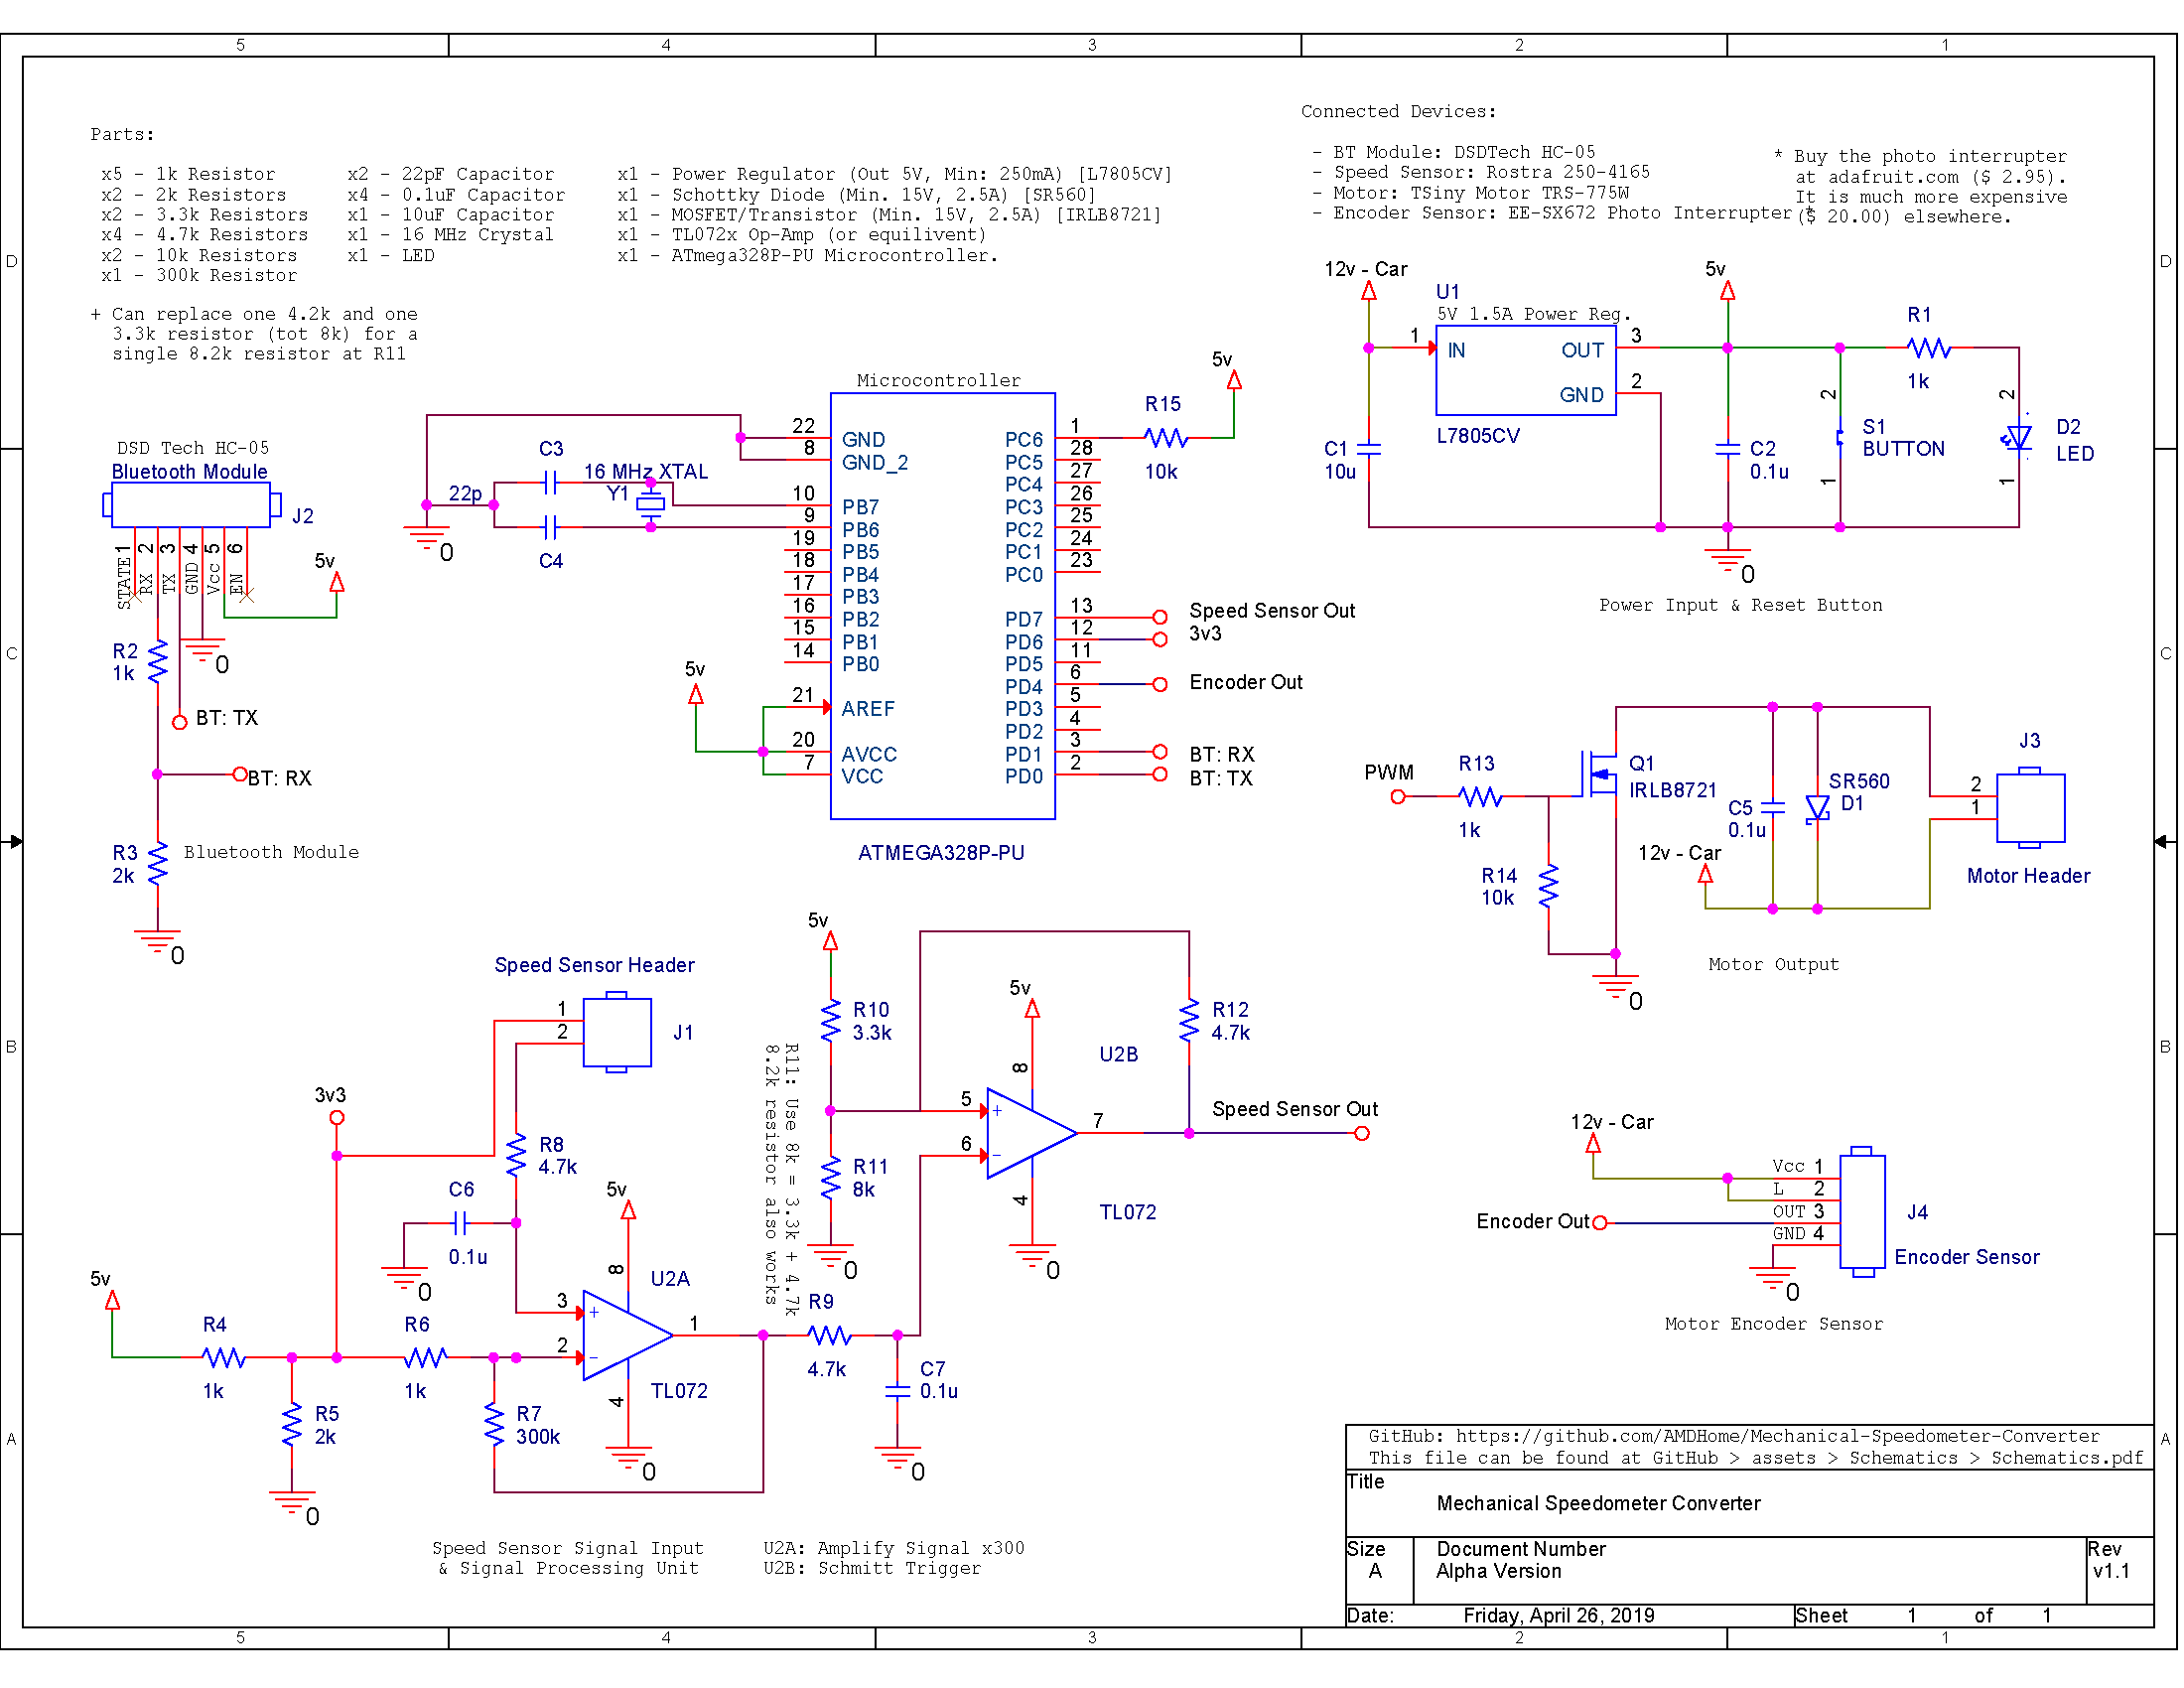 5 4 3 2 1
Parts:
x5 - 1k Resistor
x2 - 2k Resistors
x2 - 3.3k Resistors
x4 - 4.7k Resistors
x2 - 10k Resistors
x1 - 300k Resistor
x2 - 22pF Capacitor
x4 - 0.1uF Capacitor
x1 - 10uF Capacitor
x1 - 16 MHz Crystal
x1 - LED
x1 - Power Regulator (Out 5V, Min: 250mA) [L7805CV]
x1 - Schottky Diode (Min. 15V, 2.5A) [SR560]
x1 - MOSFET/Transistor (Min. 15V, 2.5A) [IRLB8721]
x1 - TL072x Op-Amp (or equilivent)
x1 - ATmega328P-PU Microcontroller.
+ Can replace one 4.2k and one
3.3k resistor (tot 8k) for a
single 8.2k resistor at R11
Connected Devices:
- BT Module: DSDTech HC-05
- Speed Sensor: Rostra 250-4165
- Motor: TSiny Motor TRS-775W
- Encoder Sensor: EE-SX672 Photo Interrupter *
* Buy the photo interrupter
at adafruit.com ($ 2.95).
It is much more expensive
($ 20.00) elsewhere.
D
D
12v - Car
U1
5V 1.5A Power Reg.
1
IN
OUT
3
GND
2
L7805CV
C1
10u
5v
C2
0.1u
2
S1
BUTTON
1
R1
1k
2
D2
LED
1
0
Power Input & Reset Button
DSD Tech HC-05
Bluetooth Module
J2
STATE 1
RX 2
TX 3
GND 4
Vcc 5
EN 6
5v
R2
1k
0
BT: TX
BT: RX
R3
2k
Bluetooth Module
0
Microcontroller
22 GND
8 GND_2
10 PB7
9 PB6
19 PB5
18 PB4
17 PB3
16 PB2
15 PB1
14 PB0
21 AREF
20 AVCC
7 VCC
PC6 1
PC5 28
PC4 27
PC3 26
PC2 25
PC1 24
PC0 23
PD7 13
PD6 12
PD5 11
PD4 6
PD3 5
PD2 4
PD1 3
PD0 2
ATMEGA328P-PU
C3
22p
16 MHz XTAL
Y1
C4
0
5v
R15
10k
5v
Speed Sensor Out
3v3
Encoder Out
BT: RX
BT: TX
C
C
PWM
R13
1k
R14
10k
Q1
IRLB8721
C5
0.1u
SR560
D1
12v - Car
J3
2
1
Motor Header
0
Motor Output
B
B
Speed Sensor Header
1
2
J1
3v3
R8
4.7k
C6
0.1u
0
5v
8
U2A
3 +
2 -
1
4
TL072
0
5v
R4
1k
R5
2k
0
R6
1k
R7
300k
R9
4.7k
C7
0.1u
0
5v
R10
3.3k
R11
8k
0
R11: Use 8k = 3.3k + 4.7k
8.2k resistor also works
5v
8
U2B
5 +
6 -
7
4
TL072
0
R12
4.7k
Speed Sensor Out
Speed Sensor Signal Input
& Signal Processing Unit
U2A: Amplify Signal x300
U2B: Schmitt Trigger
12v - Car
Encoder Out
Vcc 1
L 2
OUT 3
GND 4
J4
Encoder Sensor
0
Motor Encoder Sensor
A
A
GitHub: https://github.com/AMDHome/Mechanical-Speedometer-Converter
This file can be found at GitHub > assets > Schematics > Schematics.pdf
Title
Mechanical Speedometer Converter
Size
A
Document Number
Alpha Version
Rev
v1.1
Date:
Friday, April 26, 2019
Sheet 1 of 1
5 4 3 2 1